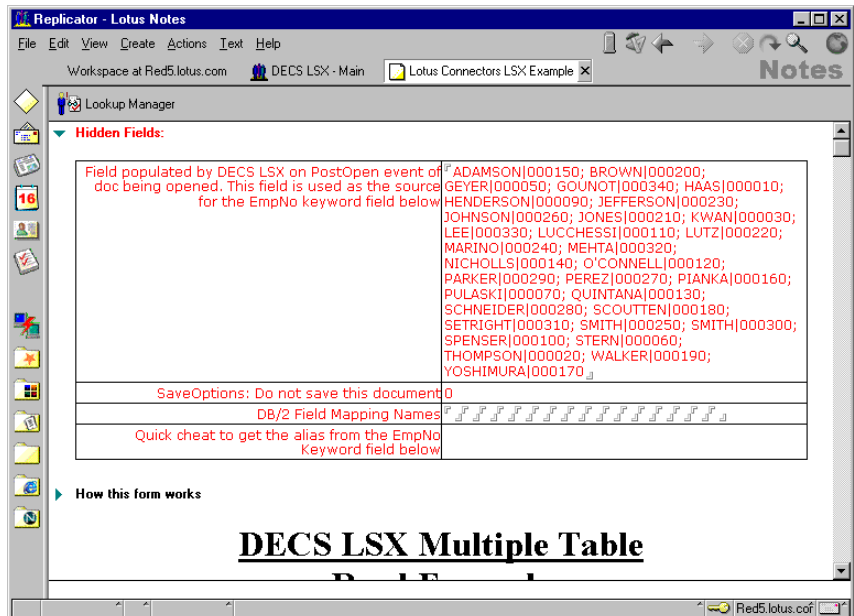 Replicator - Lotus Notes
File Edit View Create Actions Text Help
Workspace at Red5.lotus.com DECS LSX - Main Lotus Connectors LSX Example
Notes
Lookup Manager
Hidden Fields:
Field populated by DECS LSX on PostOpen event of
doc being opened. This field is used as the source
for the EmpNo keyword field below
ADAMSON|000150; BROWN|000200;
GEYER|000050; GOUNOT|000340; HAAS|000010;
HENDERSON|000090; JEFFERSON|000230;
JOHNSON|000260; JONES|000210; KWAN|000030;
LEE|000330; LUCCHESSI|000110; LUTZ|000220;
MARINO|000240; MEHTA|000320;
NICHOLLS|000140; O'CONNELL|000120;
PARKER|000290; PEREZ|000270; PIANKA|000160;
PULASKI|000070; QUINTANA|000130;
SCHNEIDER|000280; SCOUTTEN|000180;
SETRIGHT|000310; SMITH|000250; SMITH|000300;
SPENSER|000100; STERN|000060;
THOMPSON|000020; WALKER|000190;
YOSHIMURA|000170
SaveOptions: Do not save this document 0
DB/2 Field Mapping Names
Quick cheat to get the alias from the EmpNo
Keyword field below
How this form works
DECS LSX Multiple Table
16
Red5.lotus.cor